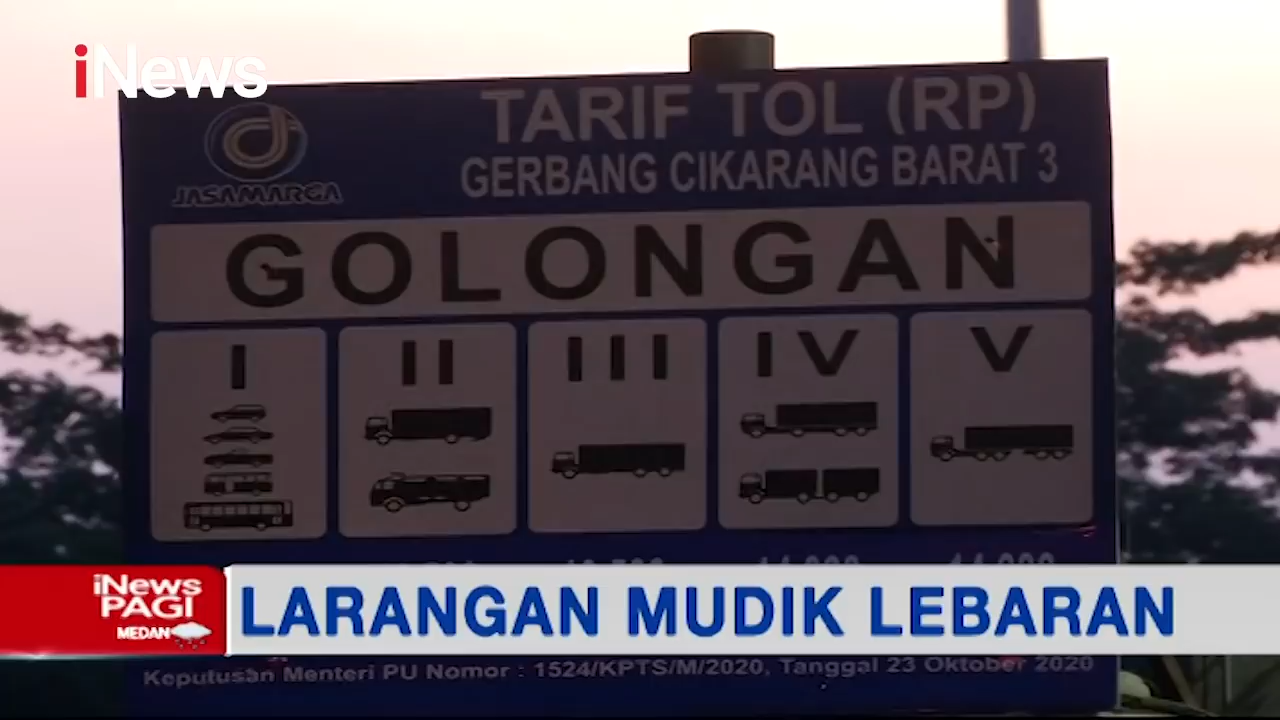 iNews
TARIF TOL (RP)
GERBANG CIKARANG BARAT 3
JASAMARGA
GOLONGAN
I II III IV V
iNews
PAGI
MEDAN
LARANGAN MUDIK LEBARAN
Keputusan Menteri PU Nomor : 1524/KPTS/M/2020, Tanggal 23 Oktober 2020